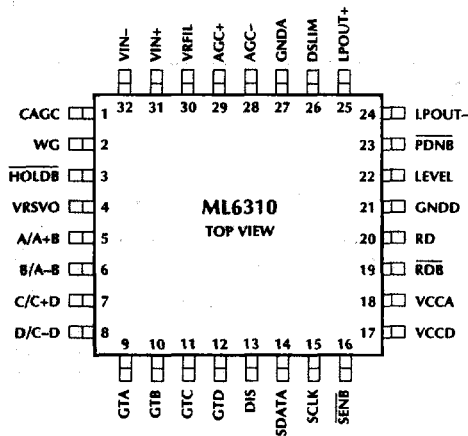 VIN–
VIN+
VRFIL
AGC+
AGC–
GNDA
DSLIM
LPOUT+
32 31 30 29 28 27 26 25
CAGC 1
WG 2
HOLDB 3
VRSVO 4
A/A+B 5
B/A–B 6
C/C+D 7
D/C–D 8
ML6310
TOP VIEW
24 LPOUT–
23 PDNB
22 LEVEL
21 GNDD
20 RD
19 RDB
18 VCCA
17 VCCD
9 10 11 12 13 14 15 16
GTA
GTB
GTC
GTD
DIS
SDATA
SCLK
SENB